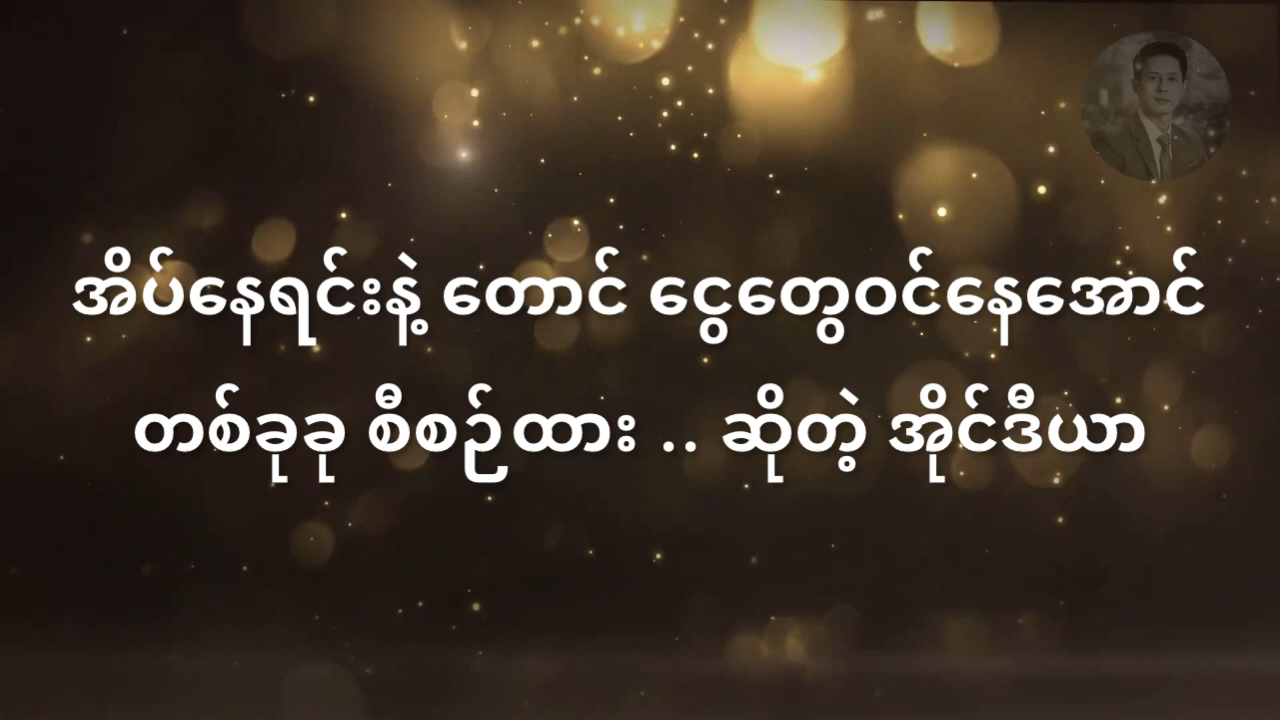 အိပ်နေရင်းနဲ့ တောင် ငွေတွေဝင်နေအောင်
တစ်ခုခု စီစဉ်ထား .. ဆိုတဲ့ အိုင်ဒီယာ